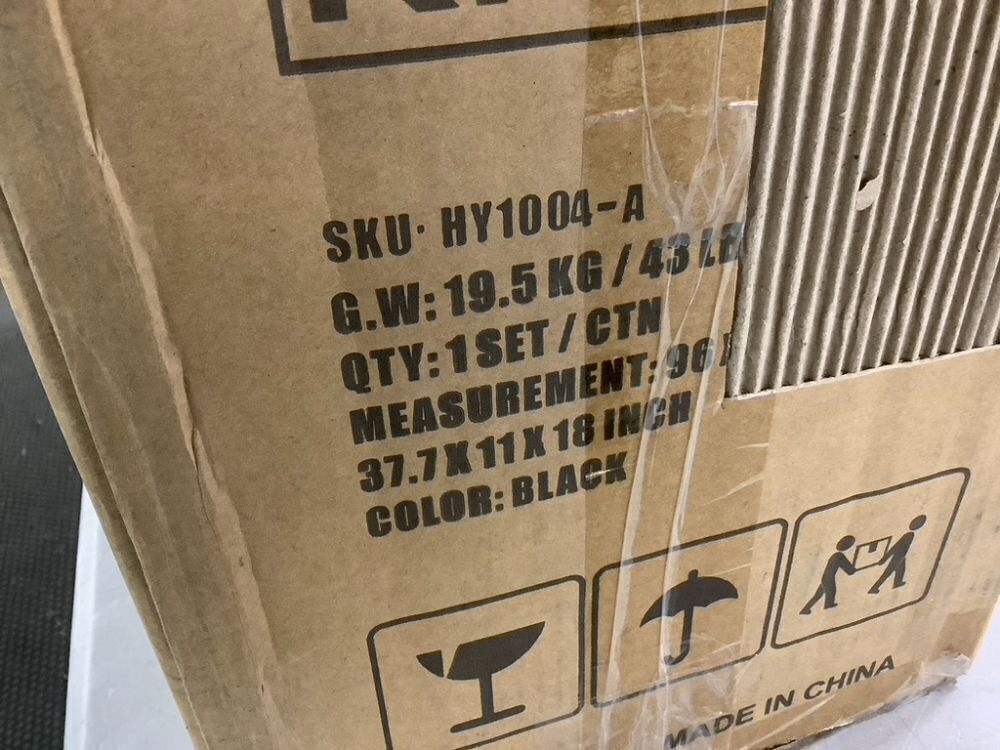 SKU: HY1004-A
G.W: 19.5 KG / 43 LB
QTY: 1 SET / CTN
MEASUREMENT: 96 X
37.7 X 11 X 18 INCH
COLOR: BLACK
MADE IN CHINA